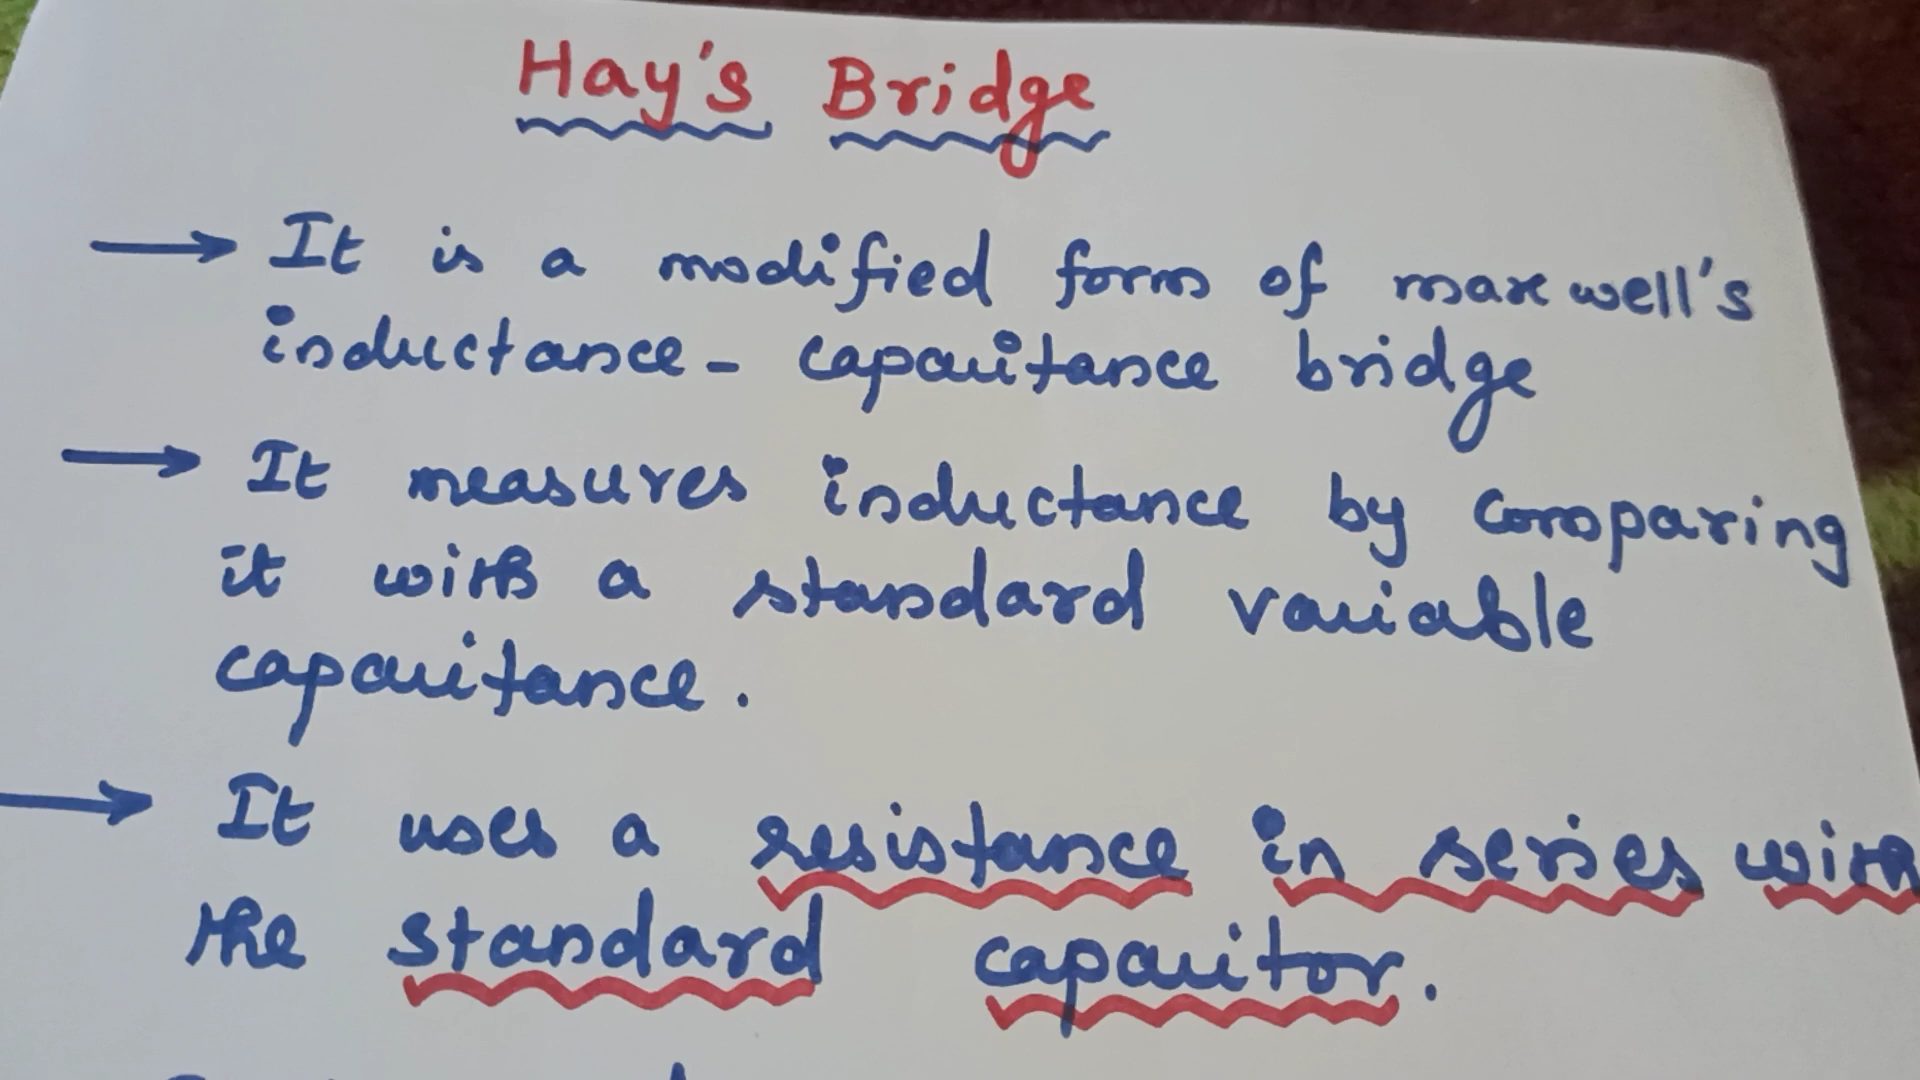 Hay's Bridge
→ It is a modified form of maxwell's
inductance - capacitance bridge
→ It measures inductance by comparing
it with a standard variable
capacitance.
→ It uses a resistance in series with
the standard capacitor.